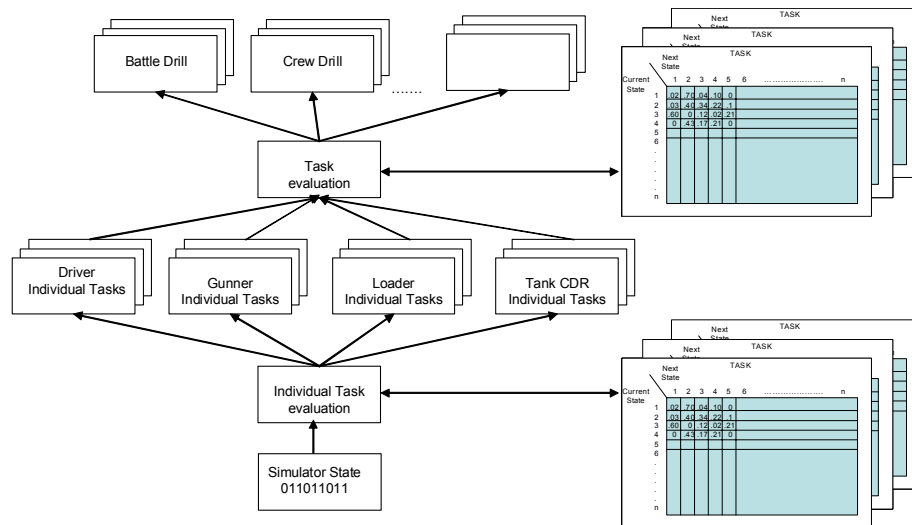 Battle Drill
Crew Drill
........
Task
evaluation
Driver
Individual Tasks
Gunner
Individual Tasks
Loader
Individual Tasks
Tank CDR
Individual Tasks
Individual Task
evaluation
Simulator State
011011011
TASK
Next
State
TASK
Next
State
TASK
Next
State
Current
State
1 2 3 4 5 6 ........................ n
1 .02 .70 .04 .10 0
2 .03 .40 .34 .22 .1
3 .60 0 .12 .02 .21
4 0 .43 .17 .21 0
5
6
.
.
.
.
.
n
TASK
Next
State
TASK
Next
State
TASK
Next
State
Current
State
1 2 3 4 5 6 ........................ n
1 .02 .70 .04 .10 0
2 .03 .40 .34 .22 .1
3 .60 0 .12 .02 .21
4 0 .43 .17 .21 0
5
6
.
.
.
.
.
n